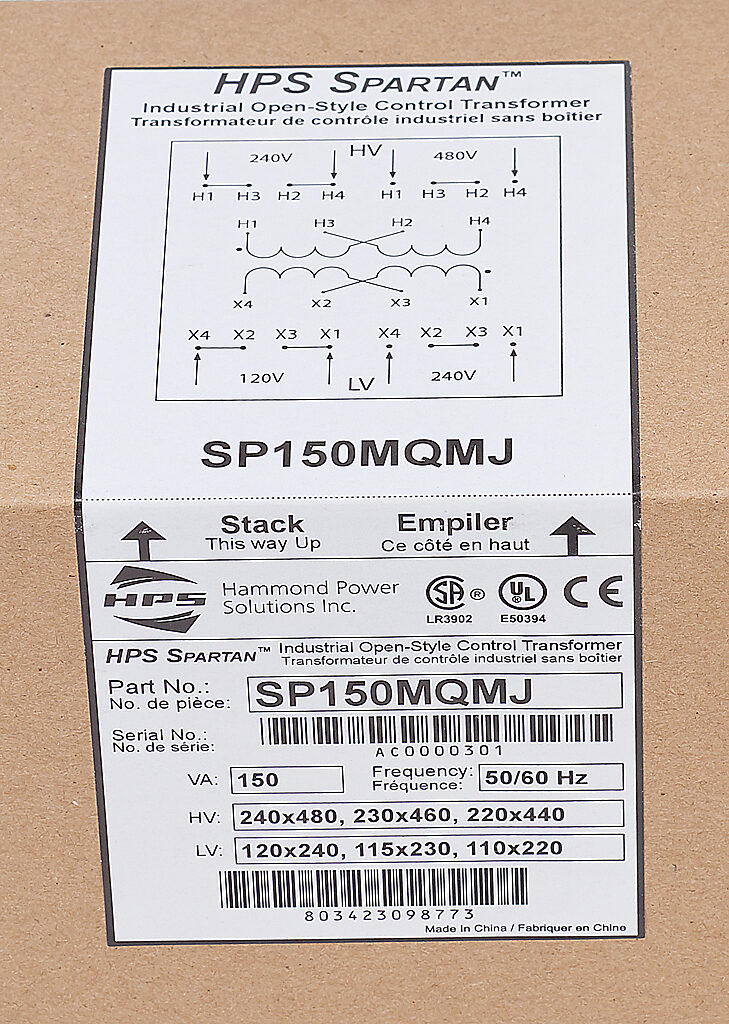 HPS SPARTAN™
Industrial Open-Style Control Transformer
Transformateur de contrôle industriel sans boîtier
240V HV 480V
H1 H3 H2 H4 H1 H3 H2 H4
H1 H3 H2 H4
X4 X2 X3 X1
X4 X2 X3 X1 X4 X2 X3 X1
120V LV 240V
SP150MQMJ
Stack Empiler
This way Up Ce côté en haut
HPS Hammond Power
Solutions Inc.
SA ® UL ® CE
LR3902 E50394
HPS SPARTAN™ Industrial Open-Style Control Transformer
Transformateur de contrôle industriel sans boîtier
Part No.: SP150MQMJ
No. de pièce:
Serial No.:
No. de série:
AC0000301
VA: 150 Frequency: 50/60 Hz
Fréquence:
HV: 240x480, 230x460, 220x440
LV: 120x240, 115x230, 110x220
803423098773
Made in China / Fabriquer en Chine